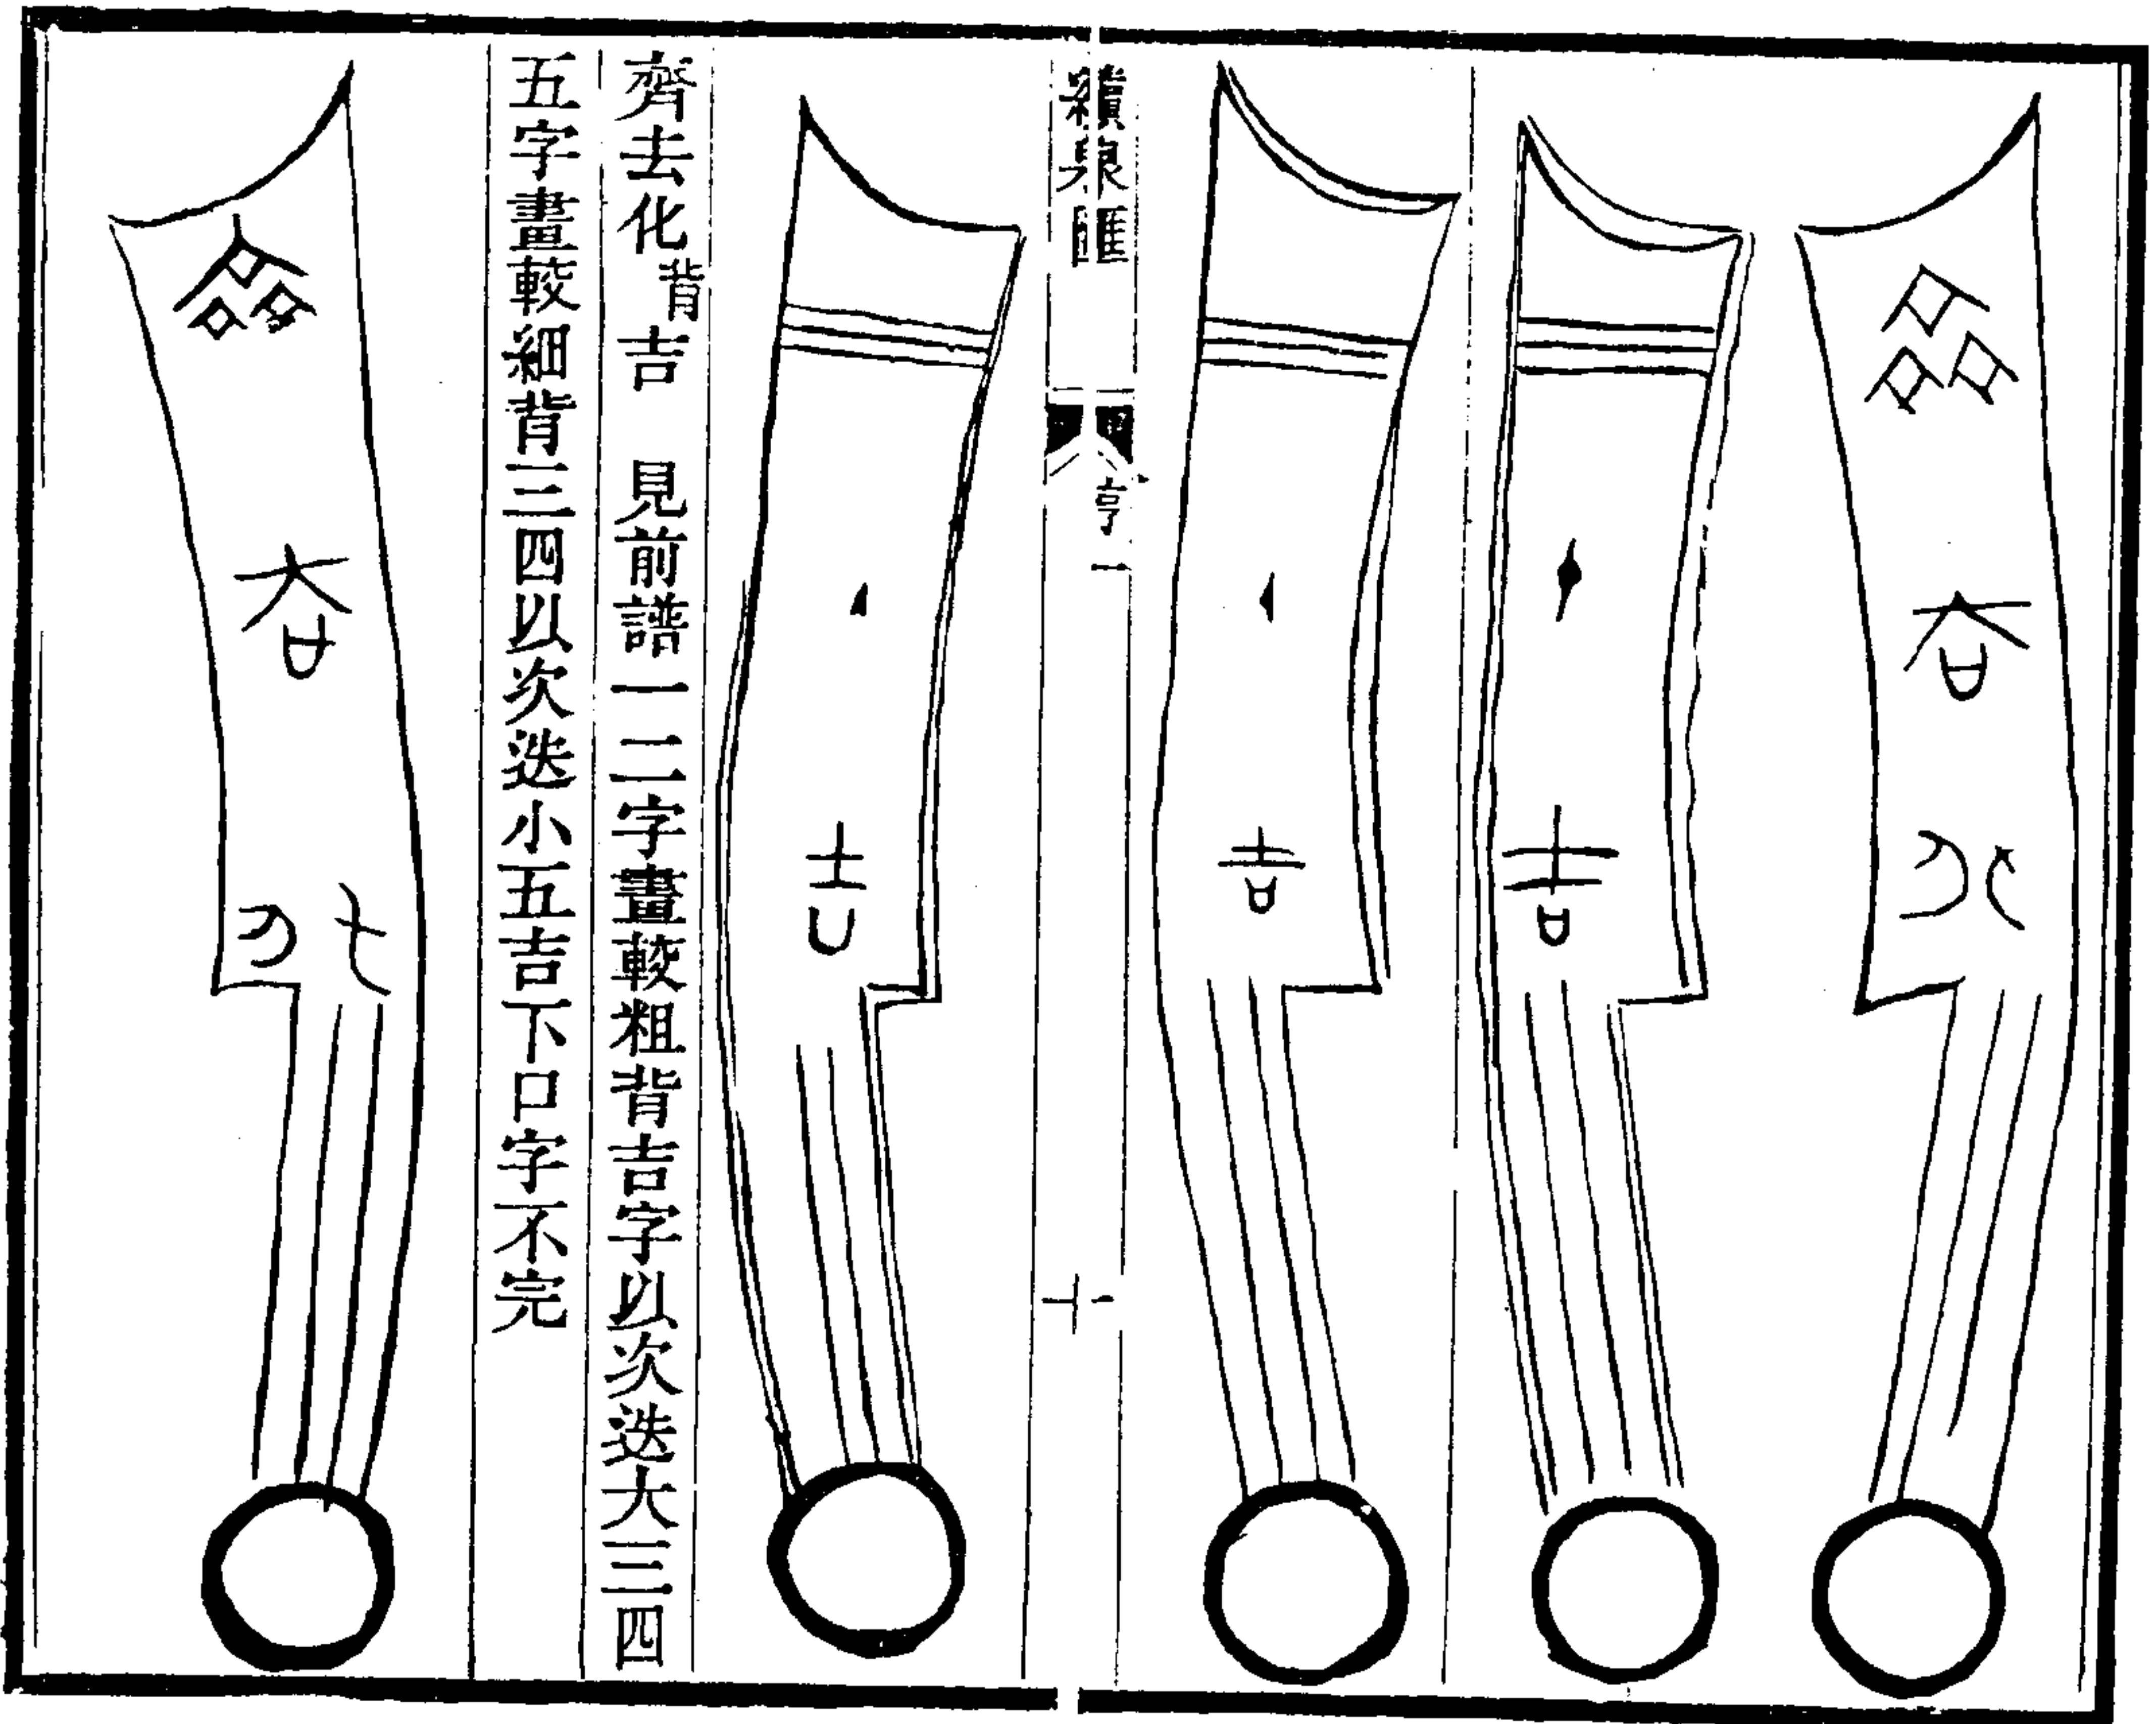 吉
吉
續泉匯
亨一
十
吉
齊去化背吉 見前譜一二字畫較粗背吉字以次迭大三四
五字畫較細背三四以次迭小五吉下口字不完